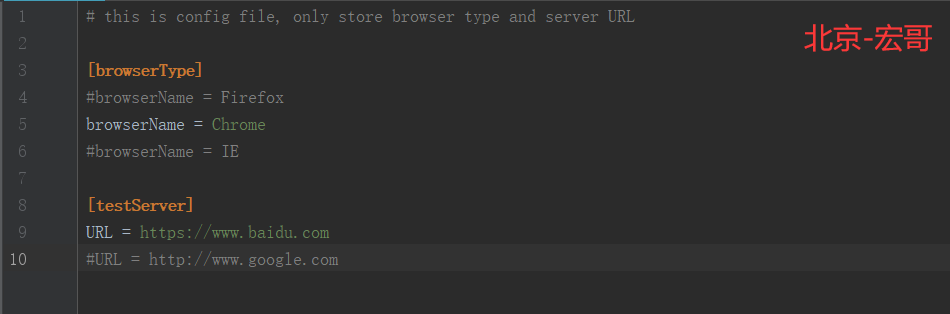 1 # this is config file, only store browser type and server URL
北京-宏哥
2
3 [browserType]
4 #browserName = Firefox
5 browserName = Chrome
6 #browserName = IE
7
8 [testServer]
9 URL = https://www.baidu.com
10 #URL = http://www.google.com